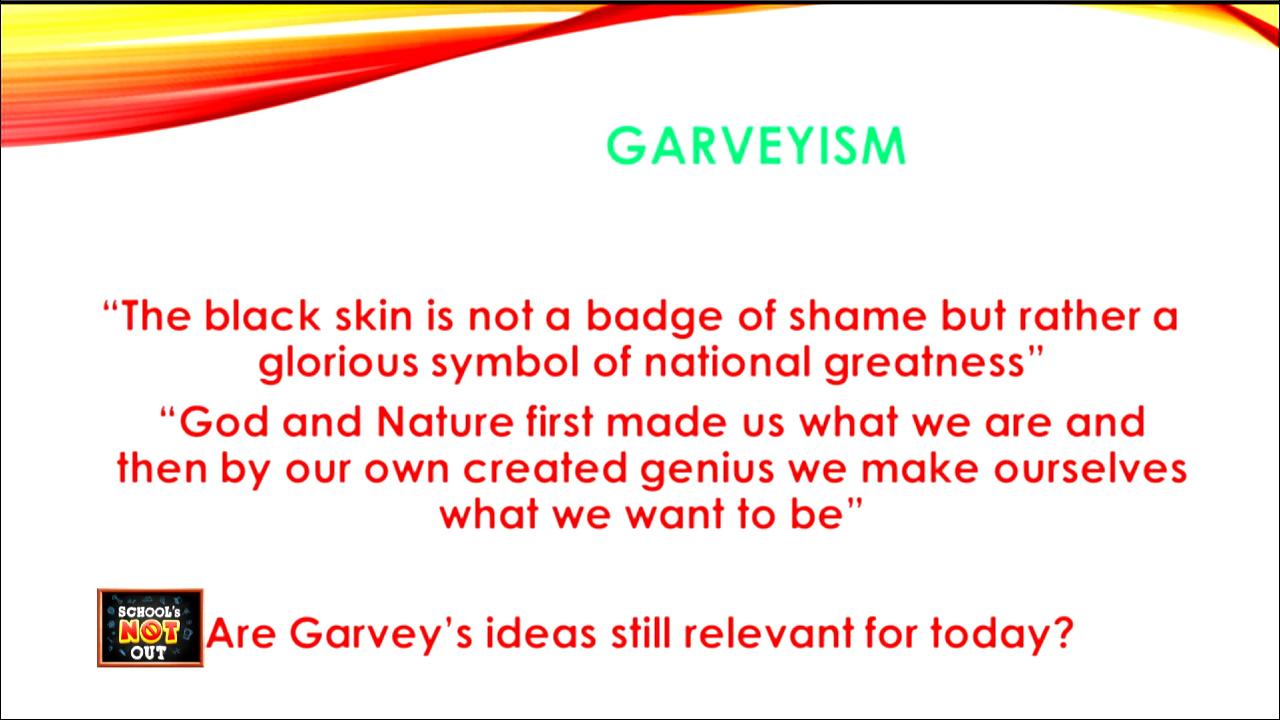 GARVEYISM
“The black skin is not a badge of shame but rather a
glorious symbol of national greatness”
“God and Nature first made us what we are and
then by our own created genius we make ourselves
what we want to be”
SCHOOL'S
NOT
OUT
Are Garvey’s ideas still relevant for today?